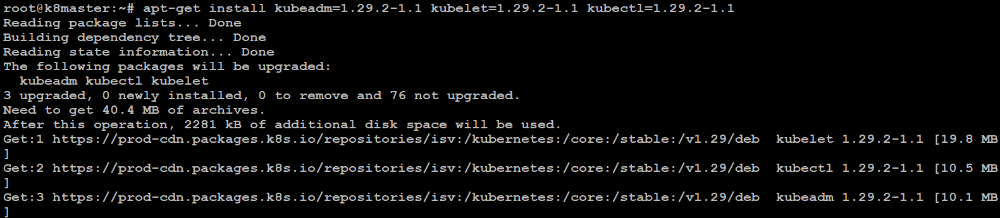 root@k8master:~# apt-get install kubeadm=1.29.2-1.1 kubelet=1.29.2-1.1 kubectl=1.29.2-1.1
Reading package lists... Done
Building dependency tree... Done
Reading state information... Done
The following packages will be upgraded:
  kubeadm kubectl kubelet
3 upgraded, 0 newly installed, 0 to remove and 76 not upgraded.
Need to get 40.4 MB of archives.
After this operation, 2281 kB of additional disk space will be used.
Get:1 https://prod-cdn.packages.k8s.io/repositories/isv:/kubernetes:/core:/stable:/v1.29/deb  kubelet 1.29.2-1.1 [19.8 MB
]
Get:2 https://prod-cdn.packages.k8s.io/repositories/isv:/kubernetes:/core:/stable:/v1.29/deb  kubectl 1.29.2-1.1 [10.5 MB
]
Get:3 https://prod-cdn.packages.k8s.io/repositories/isv:/kubernetes:/core:/stable:/v1.29/deb  kubeadm 1.29.2-1.1 [10.1 MB
]